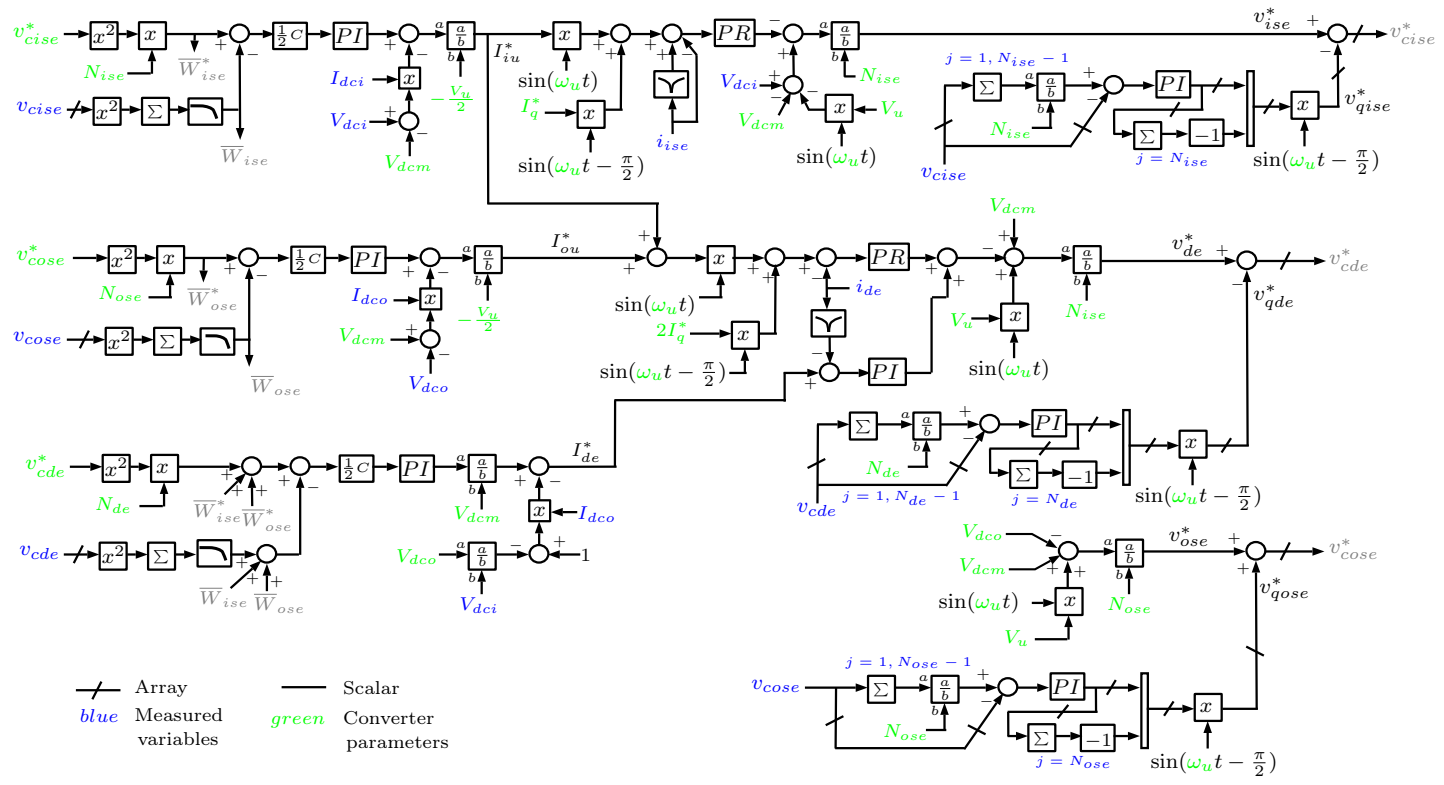 v*cise x² x + − ½C PI + − a a/b b I*iu x + + + + − PR − + a a/b b v*ise + − v*cise
Nise W̅*ise Idci x −Vu/2 sin(ωut) Vdci + − − Nise j = 1, Nise − 1 Σ a a/b b + − PI
vcise x² Σ W̅ise Vdci + − Vdcm I*q x sin(ωut − π/2) iise Vdcm x Vu sin(ωut) Nise vcise Σ −1 j = Nise x sin(ωut − π/2) v*qise
v*cose x² x + − ½C PI + − a a/b b I*ou + + x + + + − PR + + − + + Vdcm a a/b b v*de + − v*cde
Nose W̅*ose Idco x −Vu/2 sin(ωut) ide Vu x Nise v*qde
vcose x² Σ W̅ose Vdcm + − Vdco 2I*q x sin(ωut − π/2) − + PI sin(ωut)
v*cde x² x + + + + − ½C PI a a/b b + − I*de
Nde W̅*ise W̅*ose Vdcm x Idco
Σ a a/b b + − PI Nde vcde j = 1, Nde − 1 Σ −1 j = Nde x sin(ωut − π/2)
vcde x² Σ + + + W̅ise W̅ose Vdco a a/b b − + 1 Vdci
Vdco − Vdcm + + a a/b b v*ose + + v*cose
sin(ωut) x Nose v*qose
Vu
j = 1, Nose − 1
vcose Σ a a/b b + − PI
Nose Σ −1 x
j = Nose sin(ωut − π/2)
Array Scalar
blue Measured variables
green Converter parameters